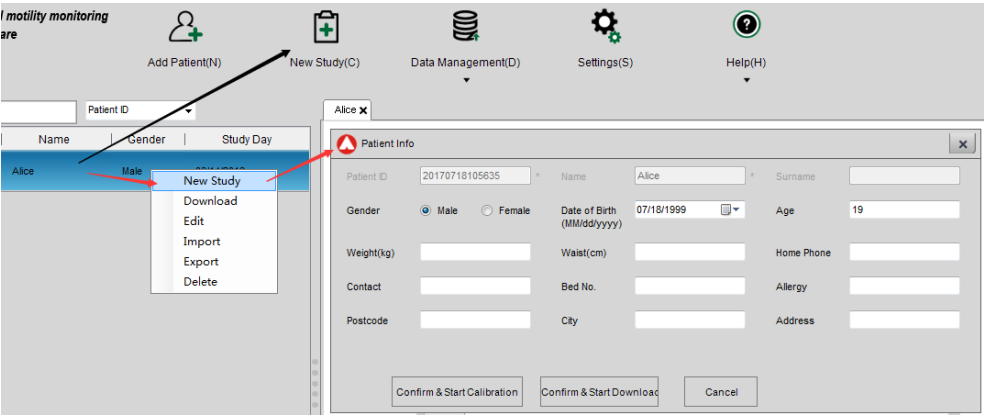 l motility monitoring
are
Add Patient(N)
New Study(C)
Data Management(D)
Settings(S)
Help(H)
Patient ID
Name
Gender
Study Day
Alice
Male
New Study
Download
Edit
Import
Export
Delete
Alice
Patient Info
Patient ID 20170718105635 * Name Alice * Surname
Gender Male Female Date of Birth 07/18/1999 Age 19
(MM/dd/yyyy)
Weight(kg) Waist(cm) Home Phone
Contact Bed No. Allergy
Postcode City Address
Confirm & Start Calibration Confirm & Start Download Cancel